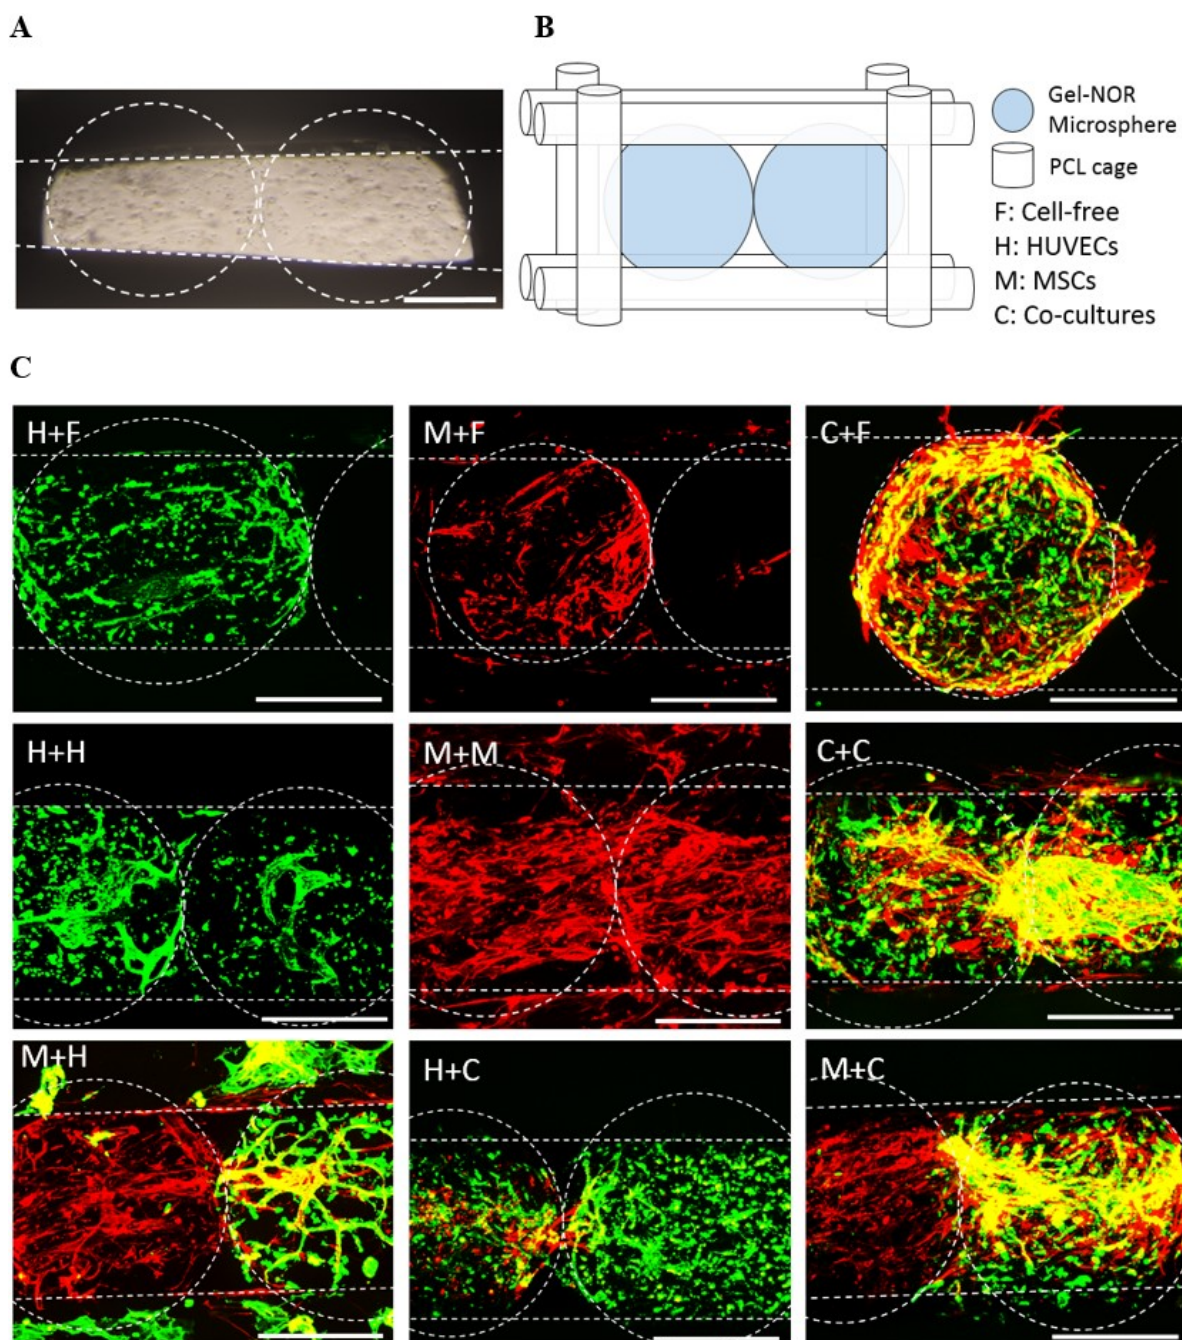 A
B
Gel-NOR
Microsphere
PCL cage
F: Cell-free
H: HUVECs
M: MSCs
C: Co-cultures
C
H+F
M+F
C+F
H+H
M+M
C+C
M+H
H+C
M+C